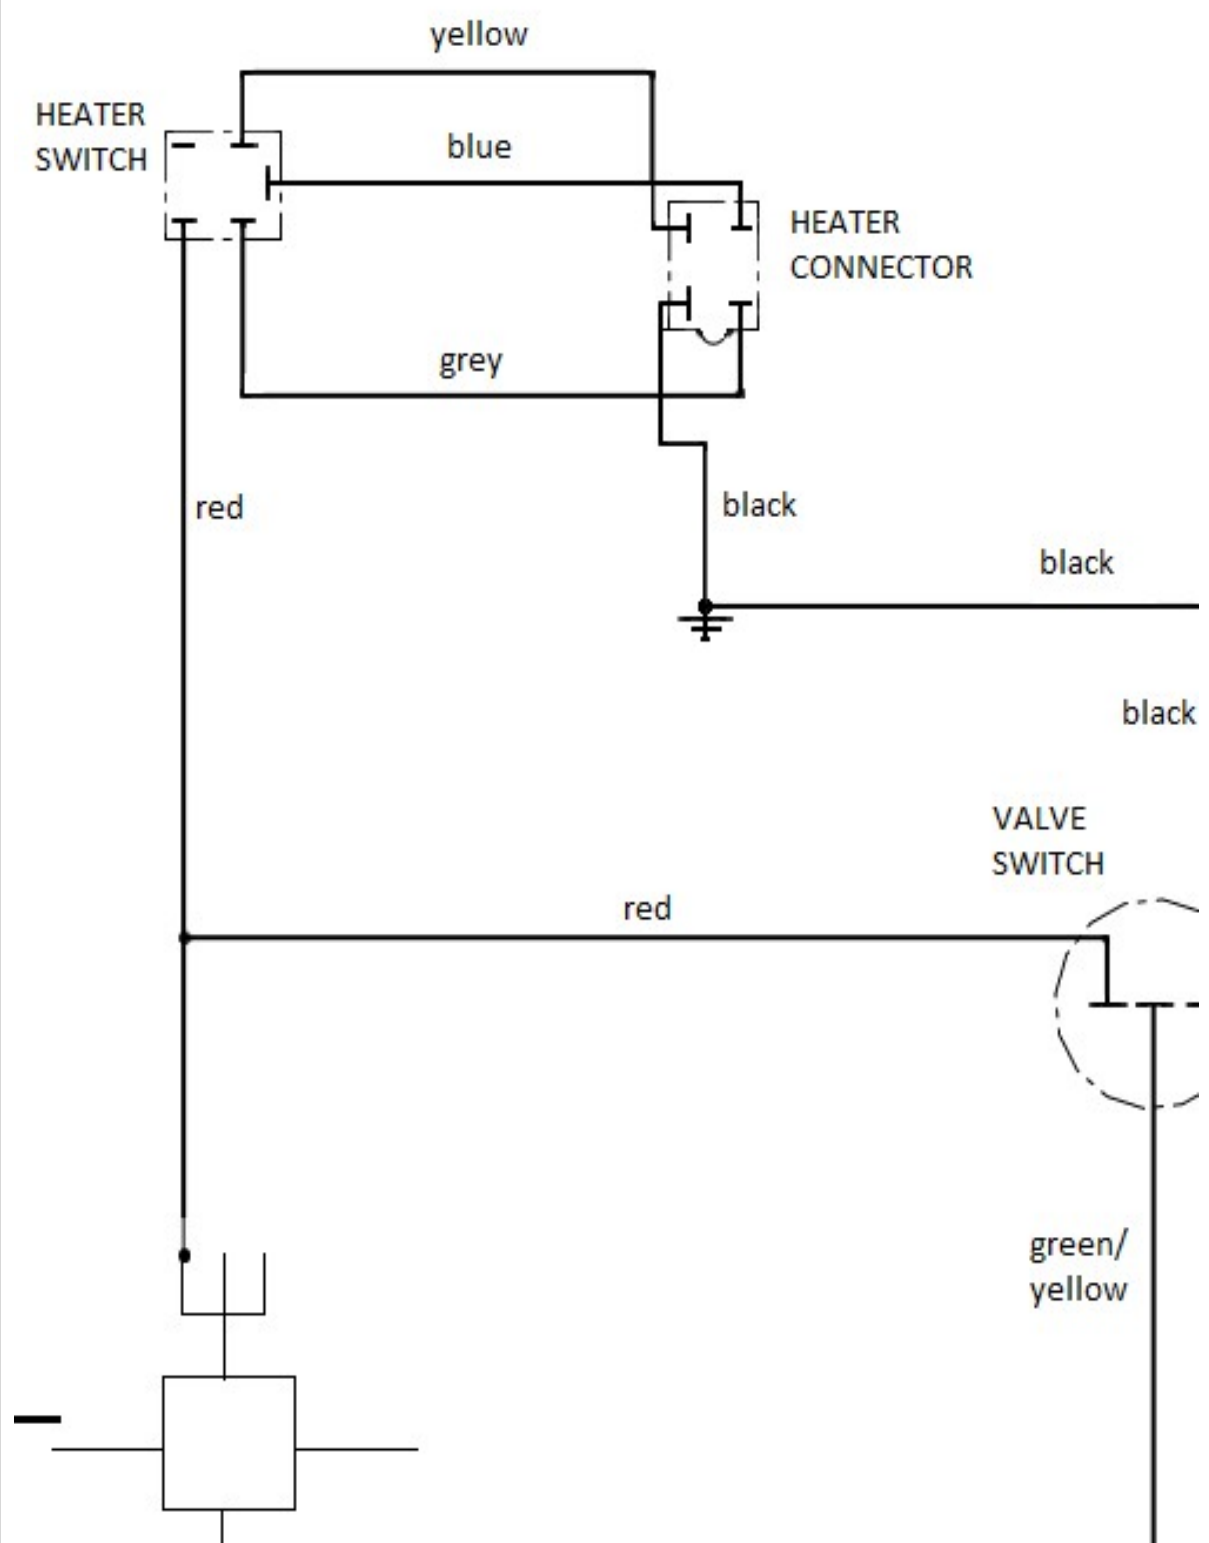 yellow
HEATER
SWITCH
blue
HEATER
CONNECTOR
grey
red
black
black
black
VALVE
SWITCH
red
green/
yellow